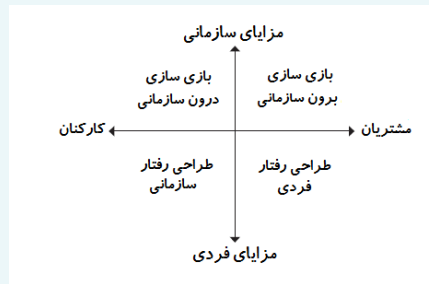 مزایای سازمانی
بازی سازی
برون سازمانی
بازی سازی
درون سازمانی
مشتریان
کارکنان
طراحی رفتار
فردی
طراحی رفتار
سازمانی
مزایای فردی